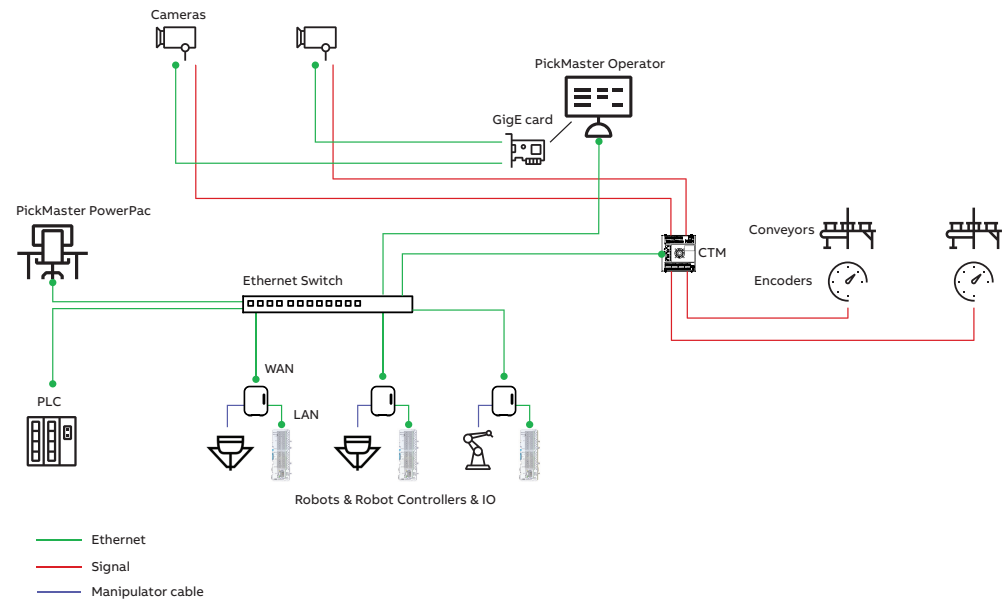 Cameras
PickMaster Operator
GigE card
PickMaster PowerPac
Conveyors
CTM
Encoders
Ethernet Switch
WAN
PLC
LAN
Robots & Robot Controllers & IO
Ethernet
Signal
Manipulator cable